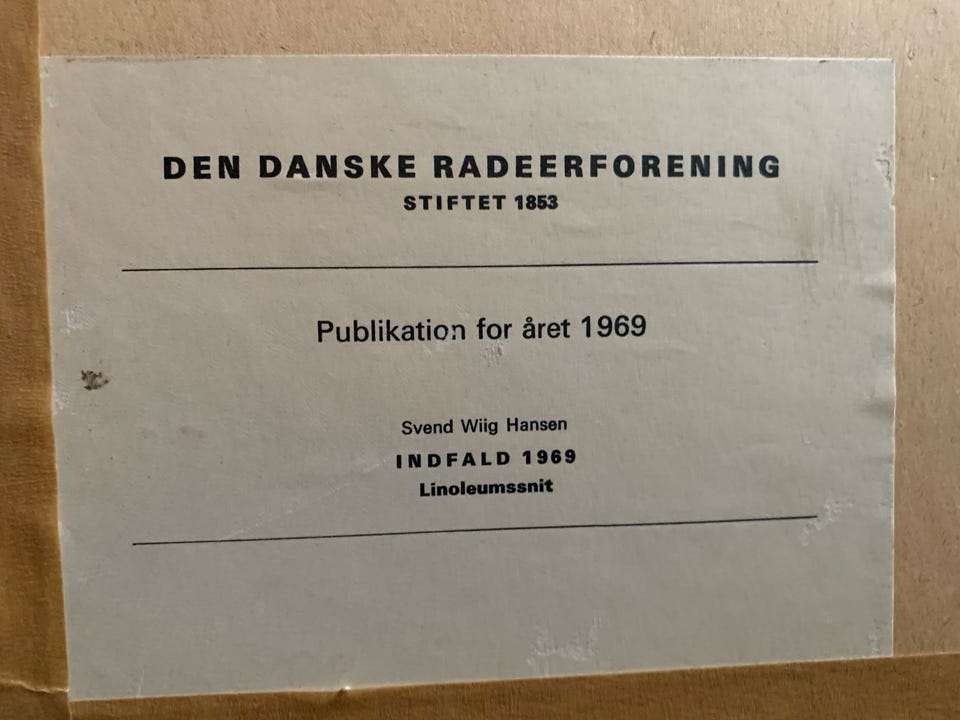 DEN DANSKE RADEERFORENING
STIFTET 1853
Publikation for året 1969
Svend Wiig Hansen
INDFALD 1969
Linoleumssnit